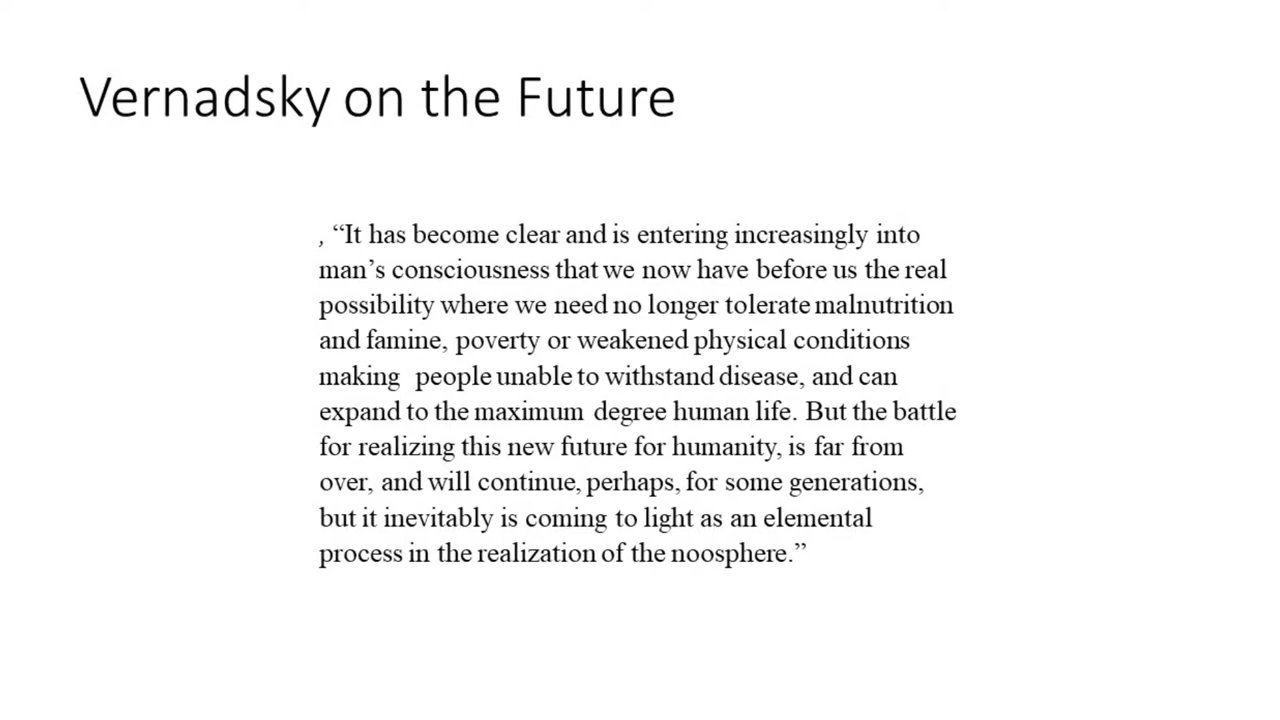 Vernadsky on the Future
, “It has become clear and is entering increasingly into
man’s consciousness that we now have before us the real
possibility where we need no longer tolerate malnutrition
and famine, poverty or weakened physical conditions
making people unable to withstand disease, and can
expand to the maximum degree human life. But the battle
for realizing this new future for humanity, is far from
over, and will continue, perhaps, for some generations,
but it inevitably is coming to light as an elemental
process in the realization of the noosphere.”